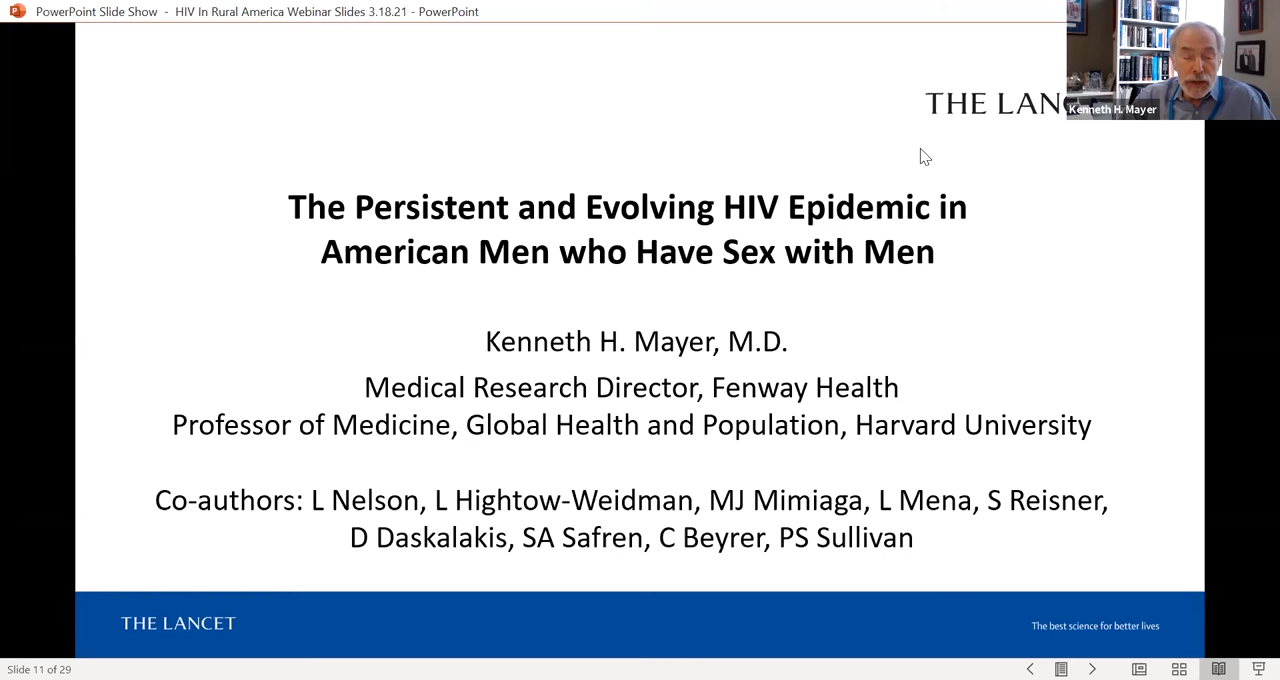 PowerPoint Slide Show - HIV In Rural America Webinar Slides 3.18.21 - PowerPoint
THE LAN
Kenneth H. Mayer
The Persistent and Evolving HIV Epidemic in
American Men who Have Sex with Men
Kenneth H. Mayer, M.D.
Medical Research Director, Fenway Health
Professor of Medicine, Global Health and Population, Harvard University
Co-authors: L Nelson, L Hightow-Weidman, MJ Mimiaga, L Mena, S Reisner,
D Daskalakis, SA Safren, C Beyrer, PS Sullivan
THE LANCET
The best science for better lives
Slide 11 of 29